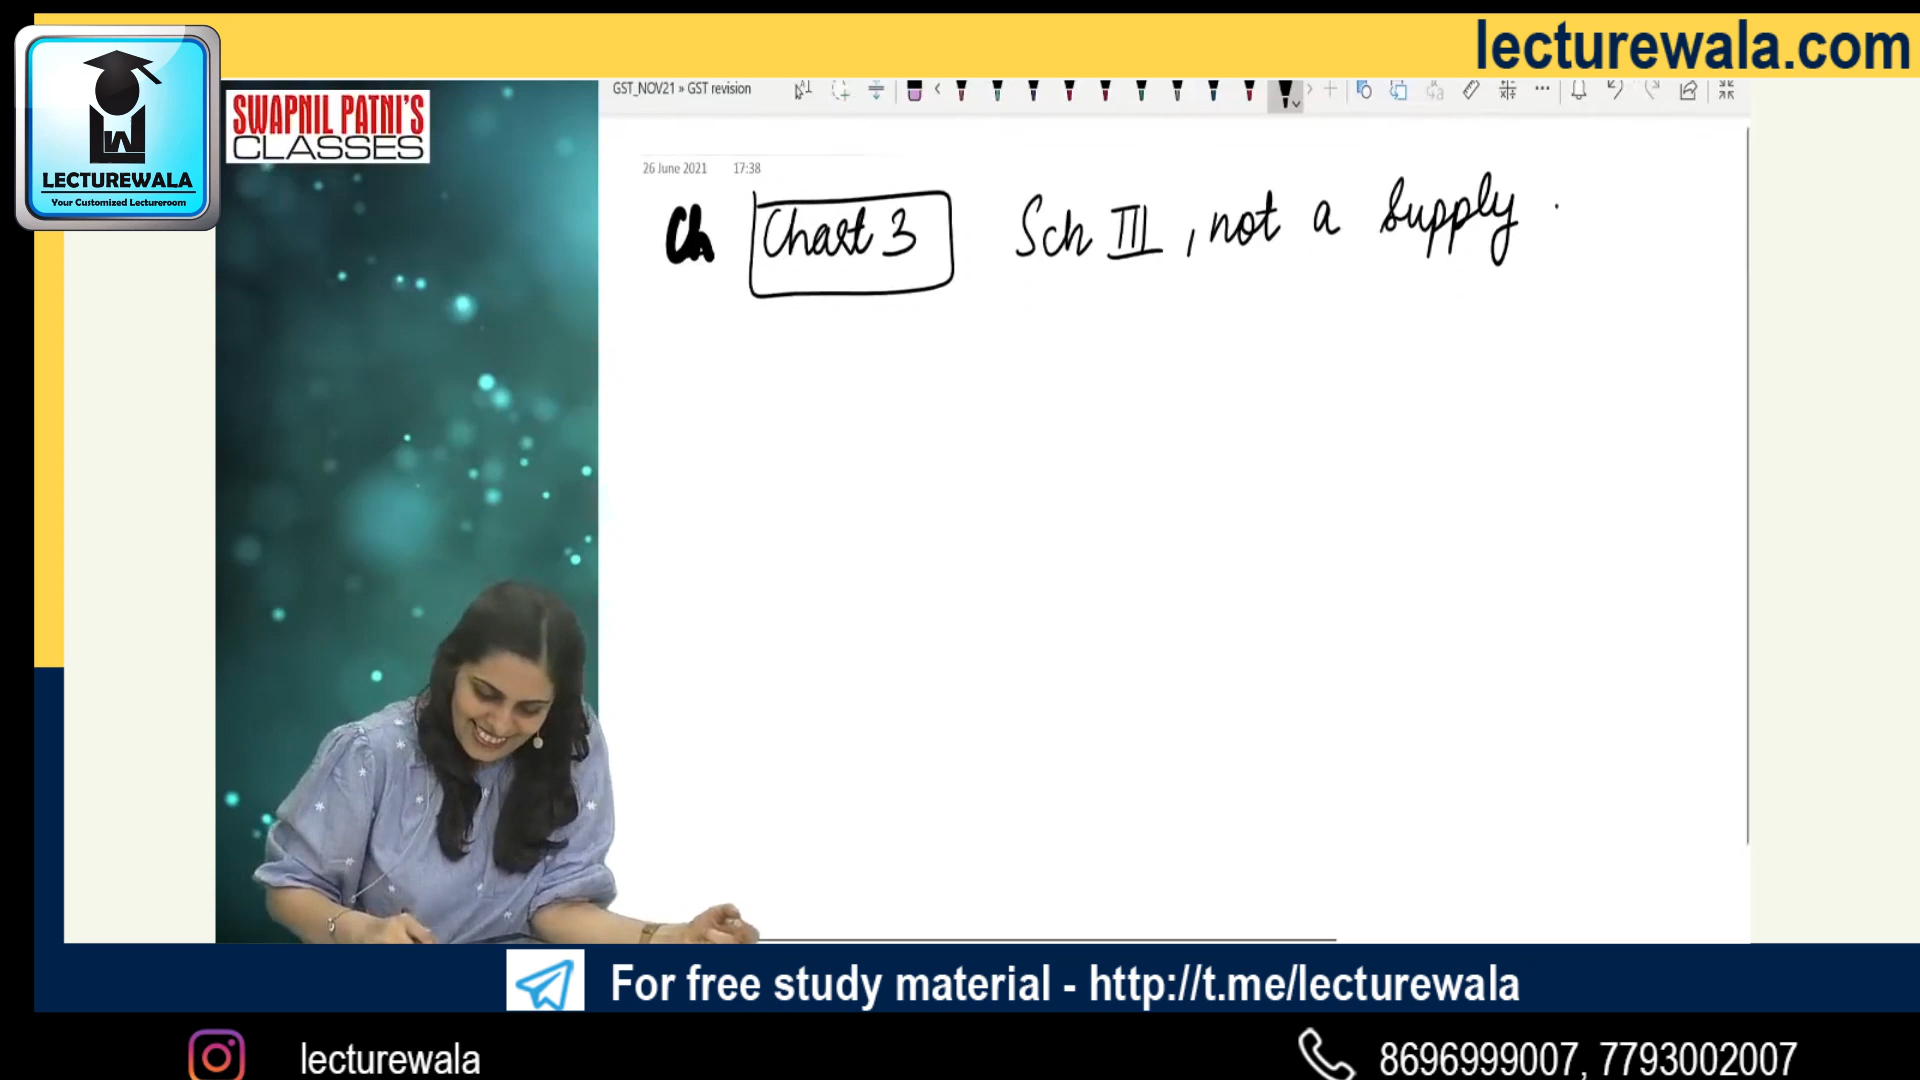 lecturewala.com
LW
LECTUREWALA
Your Customized Lectureroom
SWAPNIL PATNI'S
CLASSES
GST_NOV21 » GST revision
26 June 2021 17:38
Ch Chart 3 Sch III, not a supply.
For free study material - http://t.me/lecturewala
lecturewala
8696999007, 7793002007